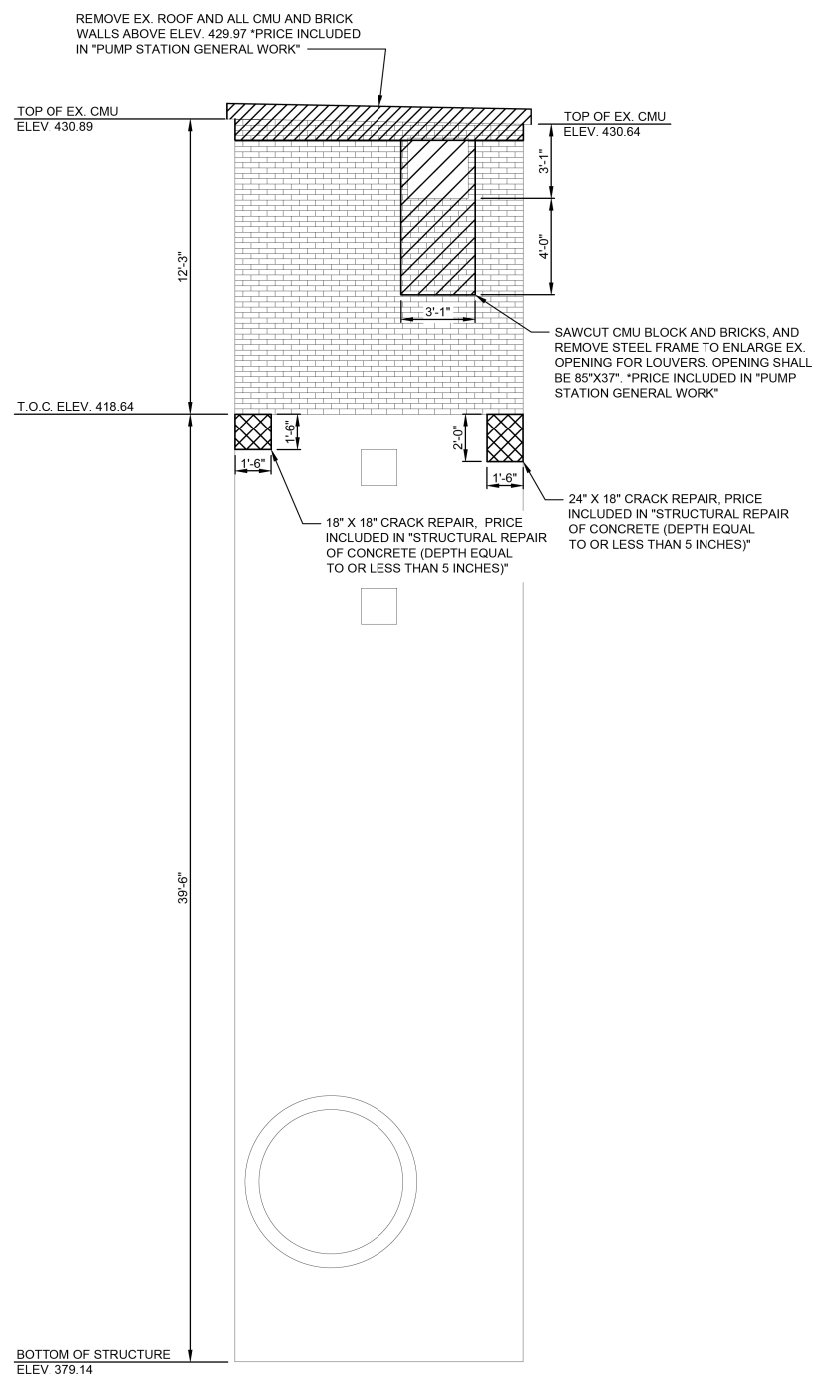 REMOVE EX. ROOF AND ALL CMU AND BRICK
WALLS ABOVE ELEV. 429.97 *PRICE INCLUDED
IN "PUMP STATION GENERAL WORK"
TOP OF EX. CMU
ELEV. 430.89
TOP OF EX. CMU
ELEV. 430.64
3'-1"
4'-0"
12'-3"
3'-1"
SAWCUT CMU BLOCK AND BRICKS, AND
REMOVE STEEL FRAME TO ENLARGE EX.
OPENING FOR LOUVERS. OPENING SHALL
BE 85"X37". *PRICE INCLUDED IN "PUMP
STATION GENERAL WORK"
T.O.C. ELEV. 418.64
1'-6"
1'-6"
2'-0"
1'-6"
24" X 18" CRACK REPAIR, PRICE
INCLUDED IN "STRUCTURAL REPAIR
OF CONCRETE (DEPTH EQUAL
TO OR LESS THAN 5 INCHES)"
18" X 18" CRACK REPAIR, PRICE
INCLUDED IN "STRUCTURAL REPAIR
OF CONCRETE (DEPTH EQUAL
TO OR LESS THAN 5 INCHES)"
39'-6"
BOTTOM OF STRUCTURE
ELEV. 379.14